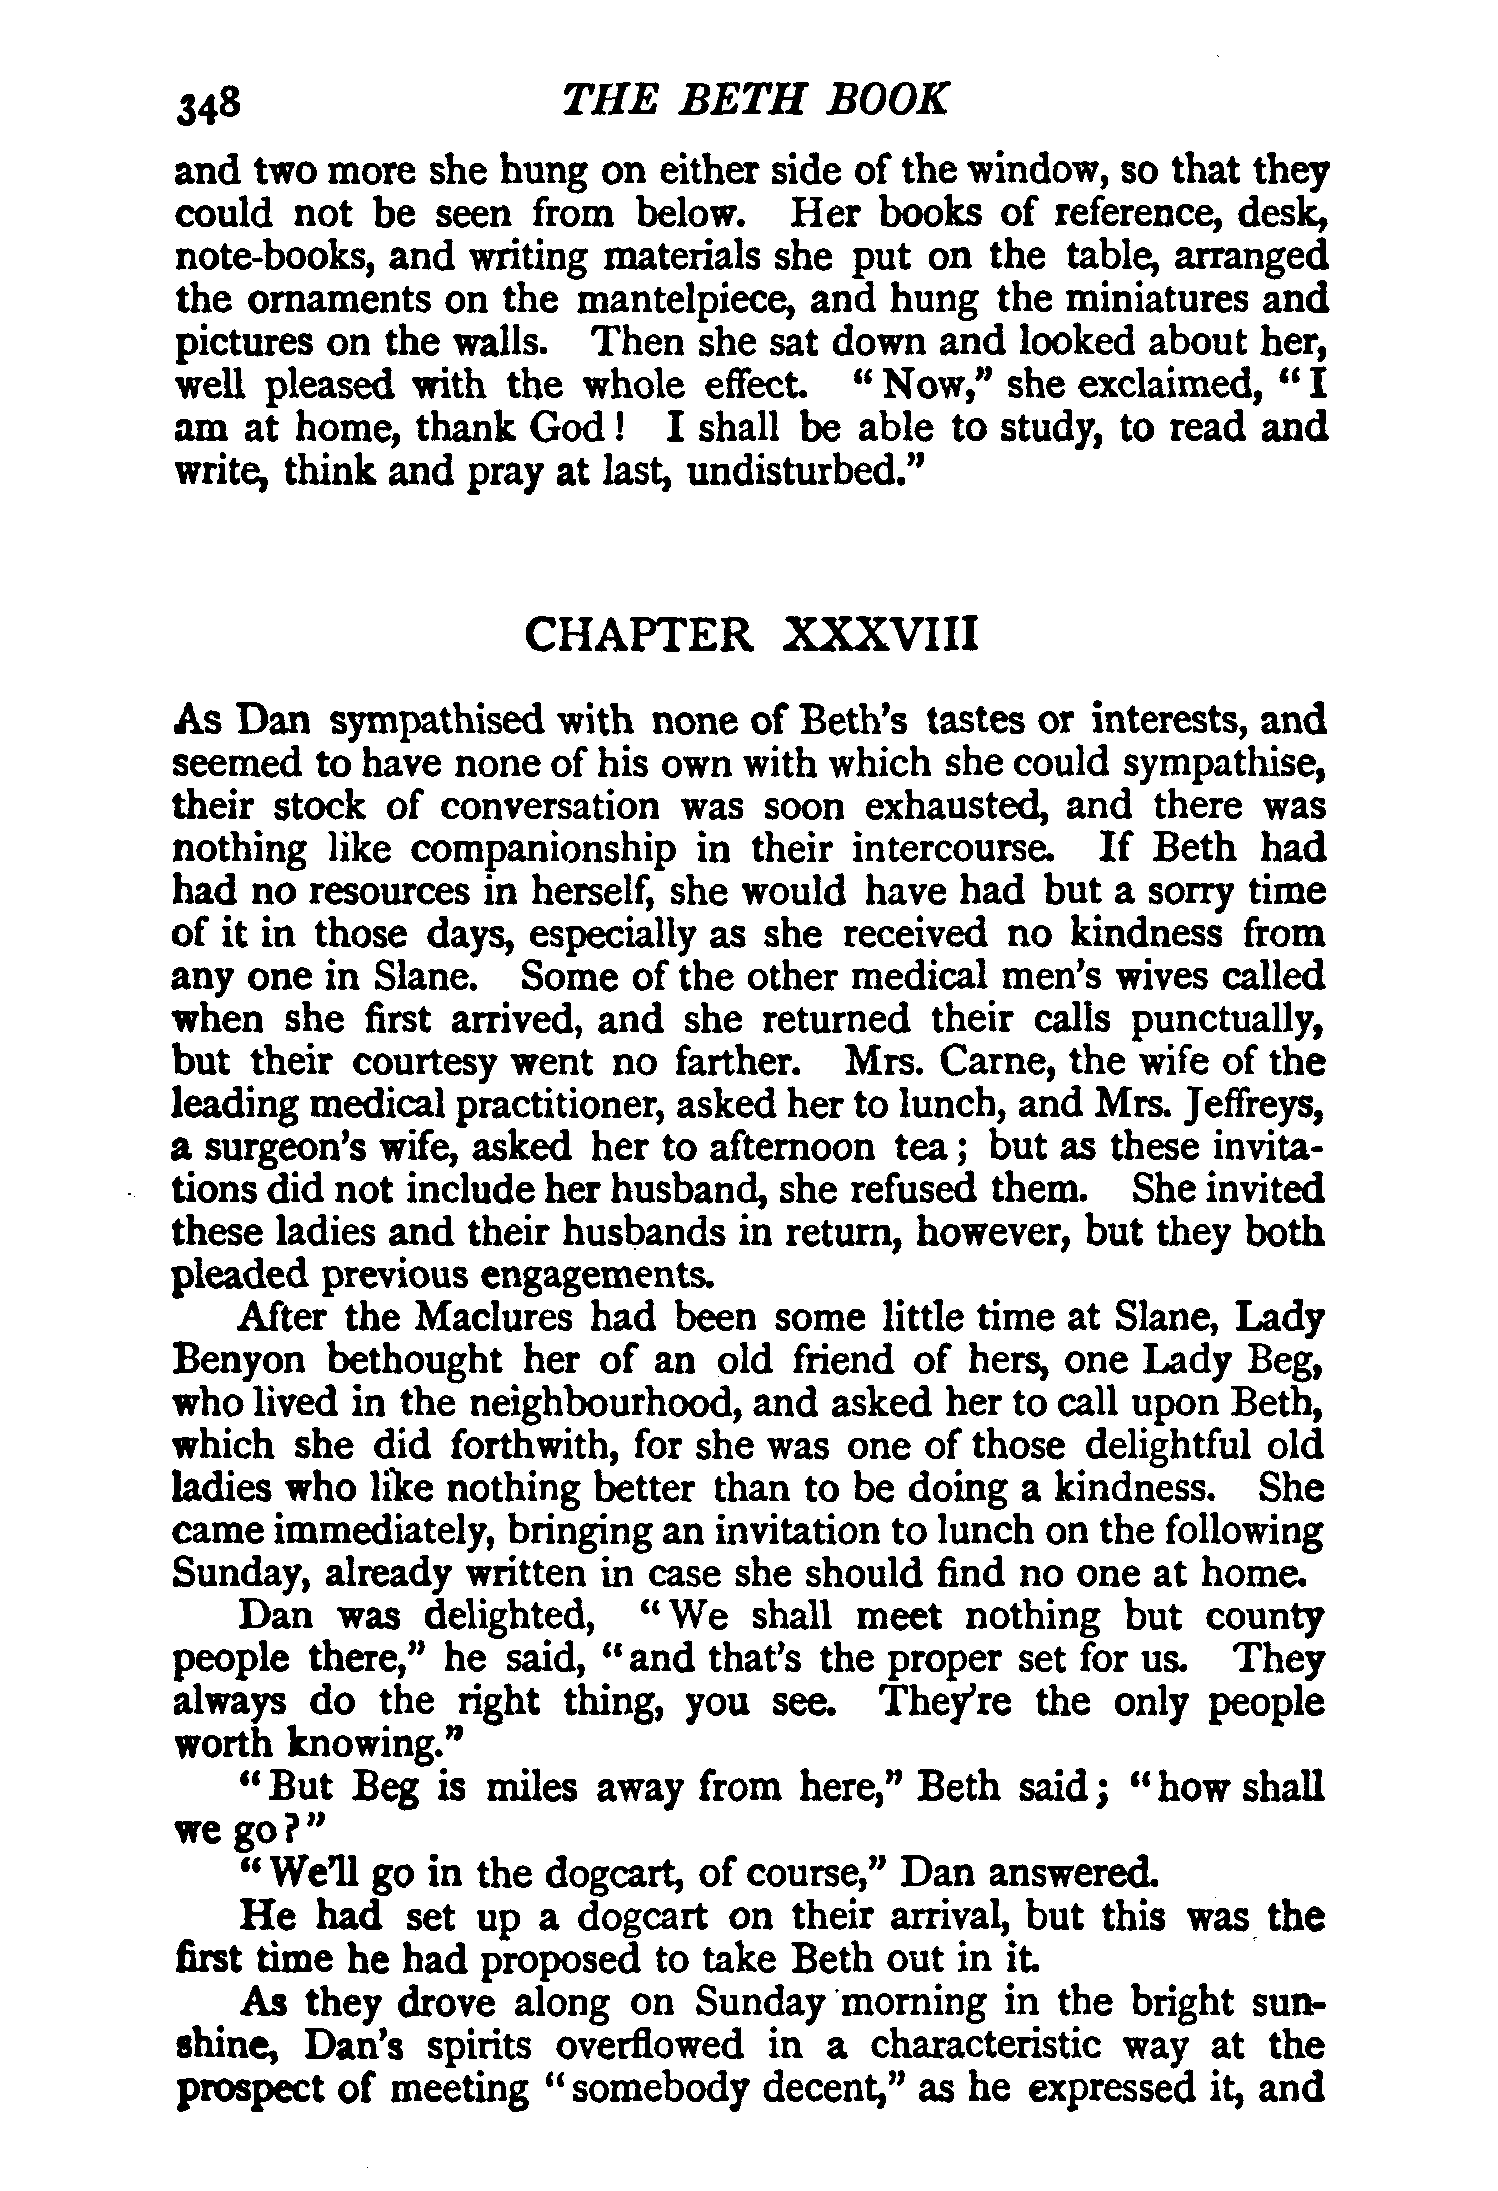 348 THE BETH BOOK
and two more she hung on either side of the window, so that they
could not be seen from below. Her books of reference, desk,
note-books, and writing materials she put on the table, arranged
the ornaments on the mantelpiece, and hung the miniatures and
pictures on the walls. Then she sat down and looked about her,
well pleased with the whole effect. “Now,” she exclaimed, “I
am at home, thank God! I shall be able to study, to read and
write, think and pray at last, undisturbed.”
CHAPTER XXXVIII
As Dan sympathised with none of Beth's tastes or interests, and
seemed to have none of his own with which she could sympathise,
their stock of conversation was soon exhausted, and there was
nothing like companionship in their intercourse. If Beth had
had no resources in herself, she would have had but a sorry time
of it in those days, especially as she received no kindness from
any one in Slane. Some of the other medical men's wives called
when she first arrived, and she returned their calls punctually,
but their courtesy went no farther. Mrs. Carne, the wife of the
leading medical practitioner, asked her to lunch, and Mrs. Jeffreys,
a surgeon's wife, asked her to afternoon tea; but as these invita-
tions did not include her husband, she refused them. She invited
these ladies and their husbands in return, however, but they both
pleaded previous engagements.
After the Maclures had been some little time at Slane, Lady
Benyon bethought her of an old friend of hers, one Lady Beg,
who lived in the neighbourhood, and asked her to call upon Beth,
which she did forthwith, for she was one of those delightful old
ladies who like nothing better than to be doing a kindness. She
came immediately, bringing an invitation to lunch on the following
Sunday, already written in case she should find no one at home.
Dan was delighted, “We shall meet nothing but county
people there,” he said, “and that's the proper set for us. They
always do the right thing, you see. They're the only people
worth knowing.”
“But Beg is miles away from here,” Beth said; “how shall
we go?”
“We'll go in the dogcart, of course,” Dan answered.
He had set up a dogcart on their arrival, but this was the
first time he had proposed to take Beth out in it.
As they drove along on Sunday morning in the bright sun-
shine, Dan's spirits overflowed in a characteristic way at the
prospect of meeting “somebody decent,” as he expressed it, and